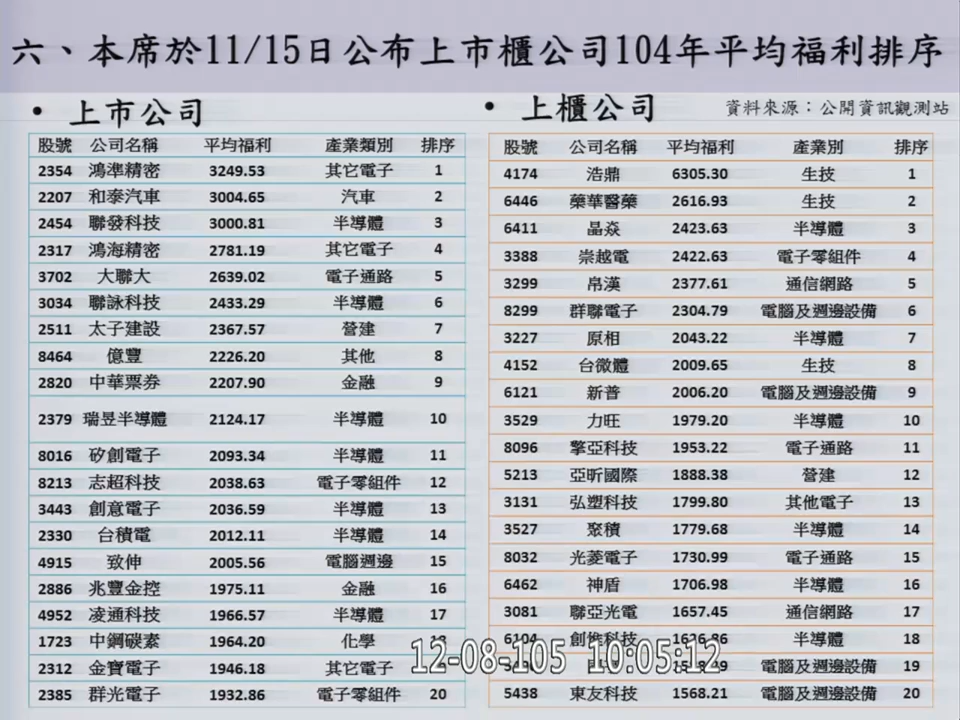 六、本席於11/15日公布上市櫃公司104年平均福利排序
• 上市公司
股號 公司名稱 平均福利 產業類別 排序
2354 鴻準精密 3249.53 其它電子 1
2207 和泰汽車 3004.65 汽車 2
2454 聯發科技 3000.81 半導體 3
2317 鴻海精密 2781.19 其它電子 4
3702 大聯大 2639.02 電子通路 5
3034 聯詠科技 2433.29 半導體 6
2511 太子建設 2367.57 營建 7
8464 億豐 2226.20 其他 8
2820 中華票券 2207.90 金融 9
2379 瑞昱半導體 2124.17 半導體 10
8016 矽創電子 2093.34 半導體 11
8213 志超科技 2038.63 電子零組件 12
3443 創意電子 2036.59 半導體 13
2330 台積電 2012.11 半導體 14
4915 致伸 2005.56 電腦週邊 15
2886 兆豐金控 1975.11 金融 16
4952 凌通科技 1966.57 半導體 17
1723 中鋼碳素 1964.20 化學
2312 金寶電子 1946.18 其它電子
2385 群光電子 1932.86 電子零組件 20
• 上櫃公司
資料來源：公開資訊觀測站
股號 公司名稱 平均福利 產業別 排序
4174 浩鼎 6305.30 生技 1
6446 藥華醫藥 2616.93 生技 2
6411 晶焱 2423.63 半導體 3
3388 崇越電 2422.63 電子零組件 4
3299 帛漢 2377.61 通信網路 5
8299 群聯電子 2304.79 電腦及週邊設備 6
3227 原相 2043.22 半導體 7
4152 台微體 2009.65 生技 8
6121 新普 2006.20 電腦及週邊設備 9
3529 力旺 1979.20 半導體 10
8096 擎亞科技 1953.22 電子通路 11
5213 亞昕國際 1888.38 營建 12
3131 弘塑科技 1799.80 其他電子 13
3527 聚積 1779.68 半導體 14
8032 光菱電子 1730.99 電子通路 15
6462 神盾 1706.98 半導體 16
3081 聯亞光電 1657.45 通信網路 17
6104 創惟科技 半導體 18
電腦及週邊設備 19
5438 東友科技 1568.21 電腦及週邊設備 20
12-08-105 10:05:12